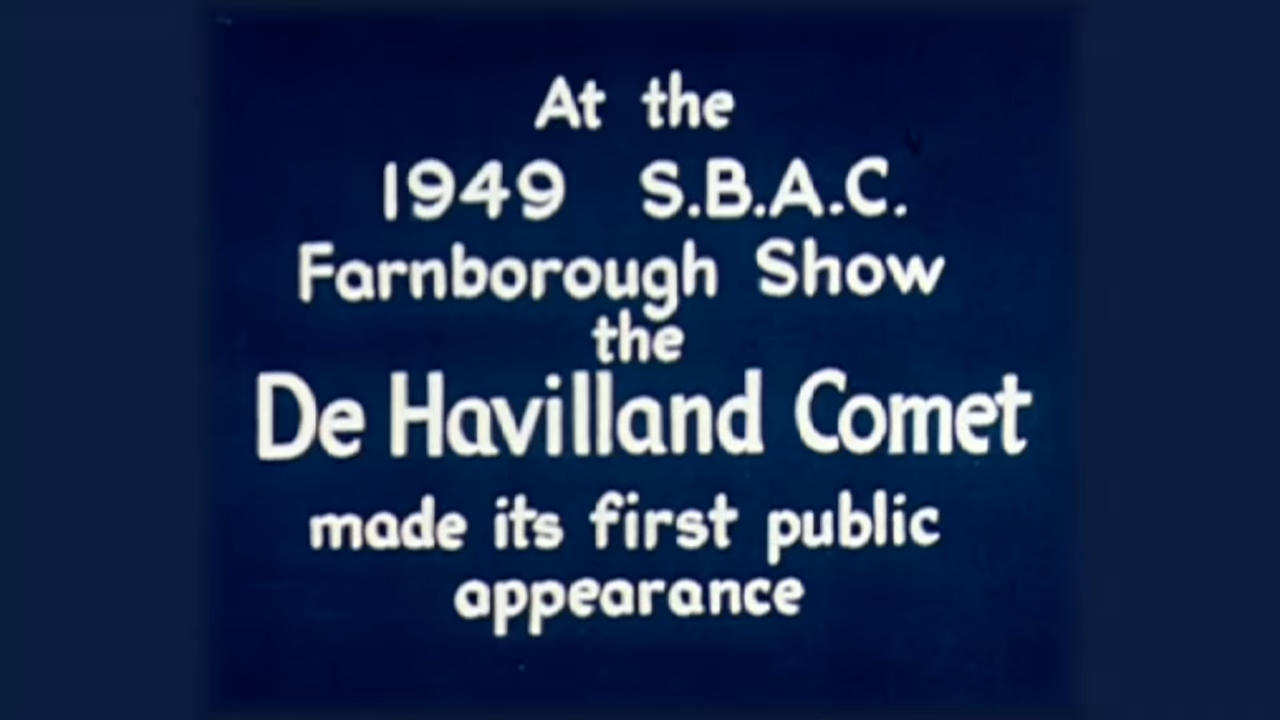 At the
1949 S.B.A.C.
Farnborough Show
the
De Havilland Comet
made its first public
appearance